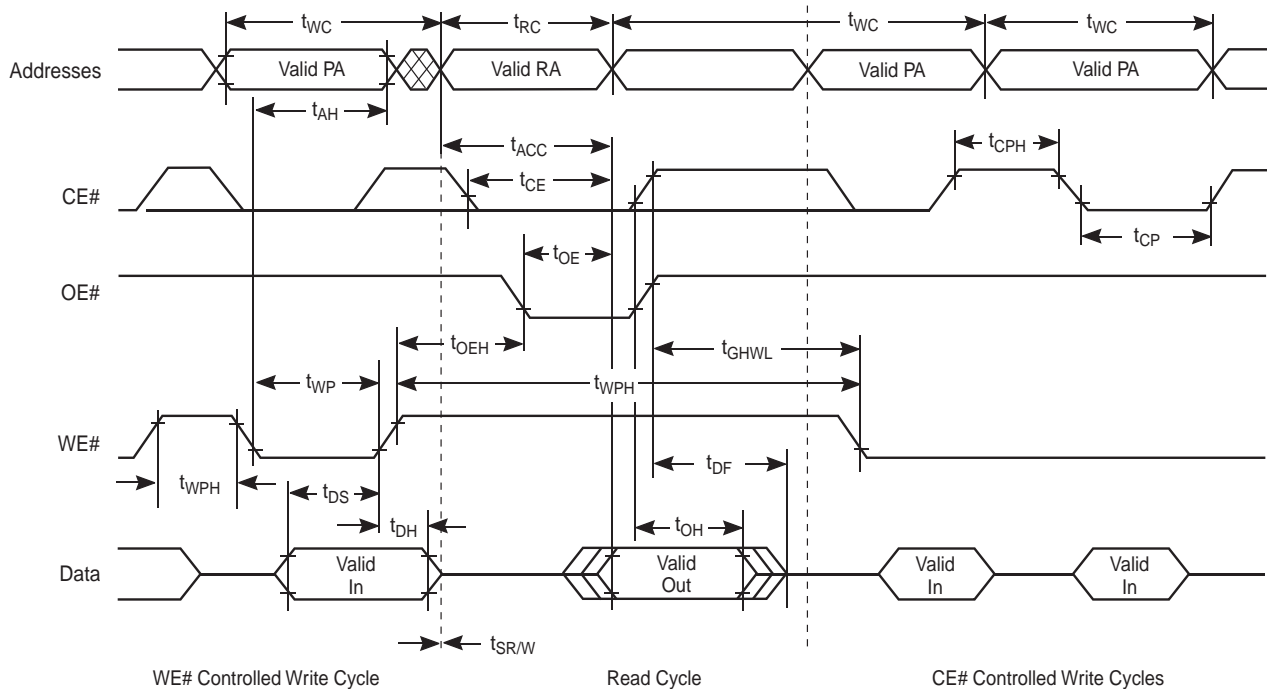 tWC
tRC
tWC
tWC
Addresses
Valid PA
Valid RA
Valid PA
Valid PA
tAH
tACC
tCPH
tCE
CE#
tCP
tOE
OE#
tOEH
tGHWL
tWP
tWPH
WE#
tDF
tWPH
tDS
tDH
tOH
Data
Valid
In
Valid
Out
Valid
In
Valid
In
tSR/W
WE# Controlled Write Cycle
Read Cycle
CE# Controlled Write Cycles